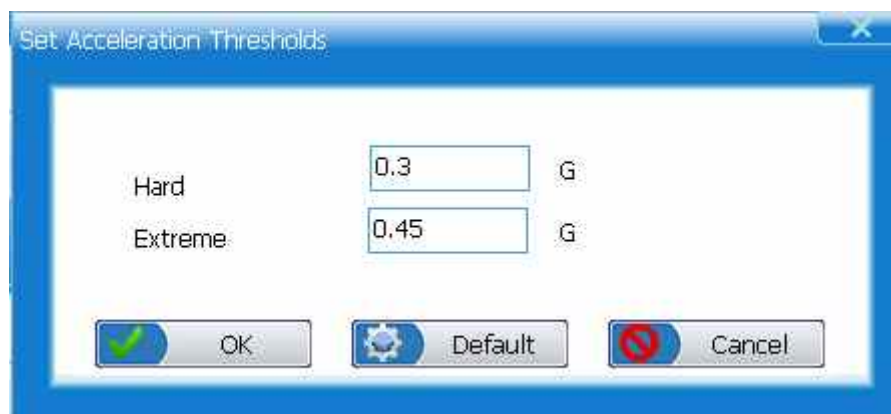 Set Acceleration Thresholds
Hard 0.3 G
Extreme 0.45 G
OK Default Cancel